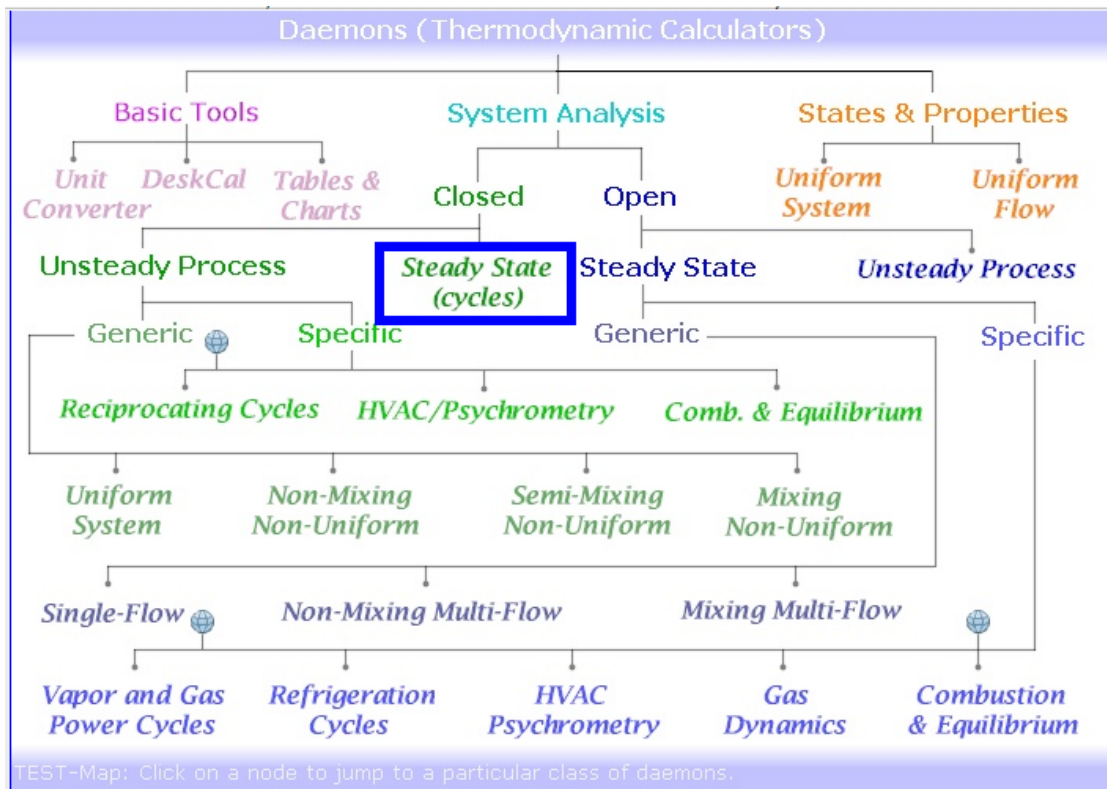 Daemons (Thermodynamic Calculators)
Basic Tools
System Analysis
States & Properties
Unit
Converter
DeskCal
Tables &
Charts
Closed
Open
Uniform
System
Uniform
Flow
Unsteady Process
Steady State
(cycles)
Steady State
Unsteady Process
Generic
Specific
Generic
Specific
Reciprocating Cycles
HVAC/Psychrometry
Comb. & Equilibrium
Uniform
System
Non-Mixing
Non-Uniform
Semi-Mixing
Non-Uniform
Mixing
Non-Uniform
Single-Flow
Non-Mixing Multi-Flow
Mixing Multi-Flow
Vapor and Gas
Power Cycles
Refrigeration
Cycles
HVAC
Psychrometry
Gas
Dynamics
Combustion
& Equilibrium
TEST-Map: Click on a node to jump to a particular class of daemons.